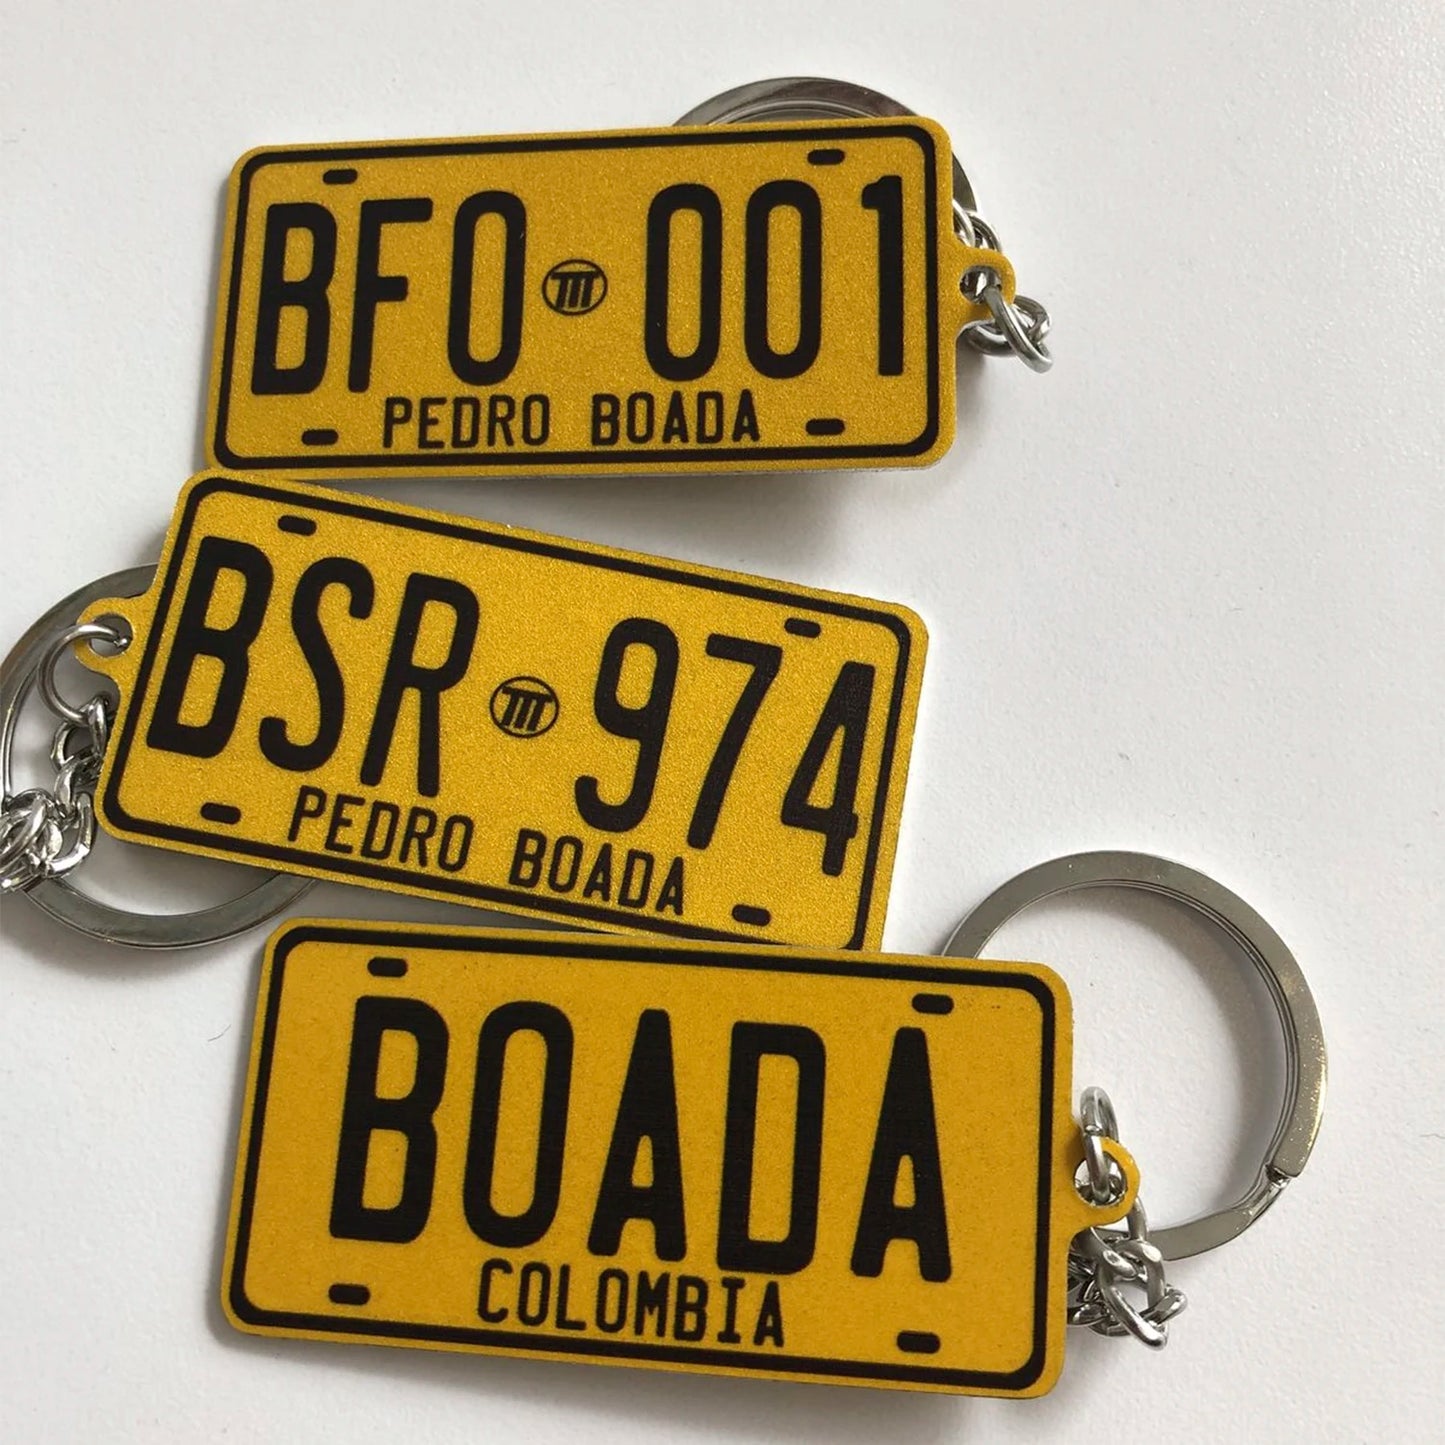 BFO 001
PEDRO BOADA
BSR 974
PEDRO BOADA
BOADA
COLOMBIA